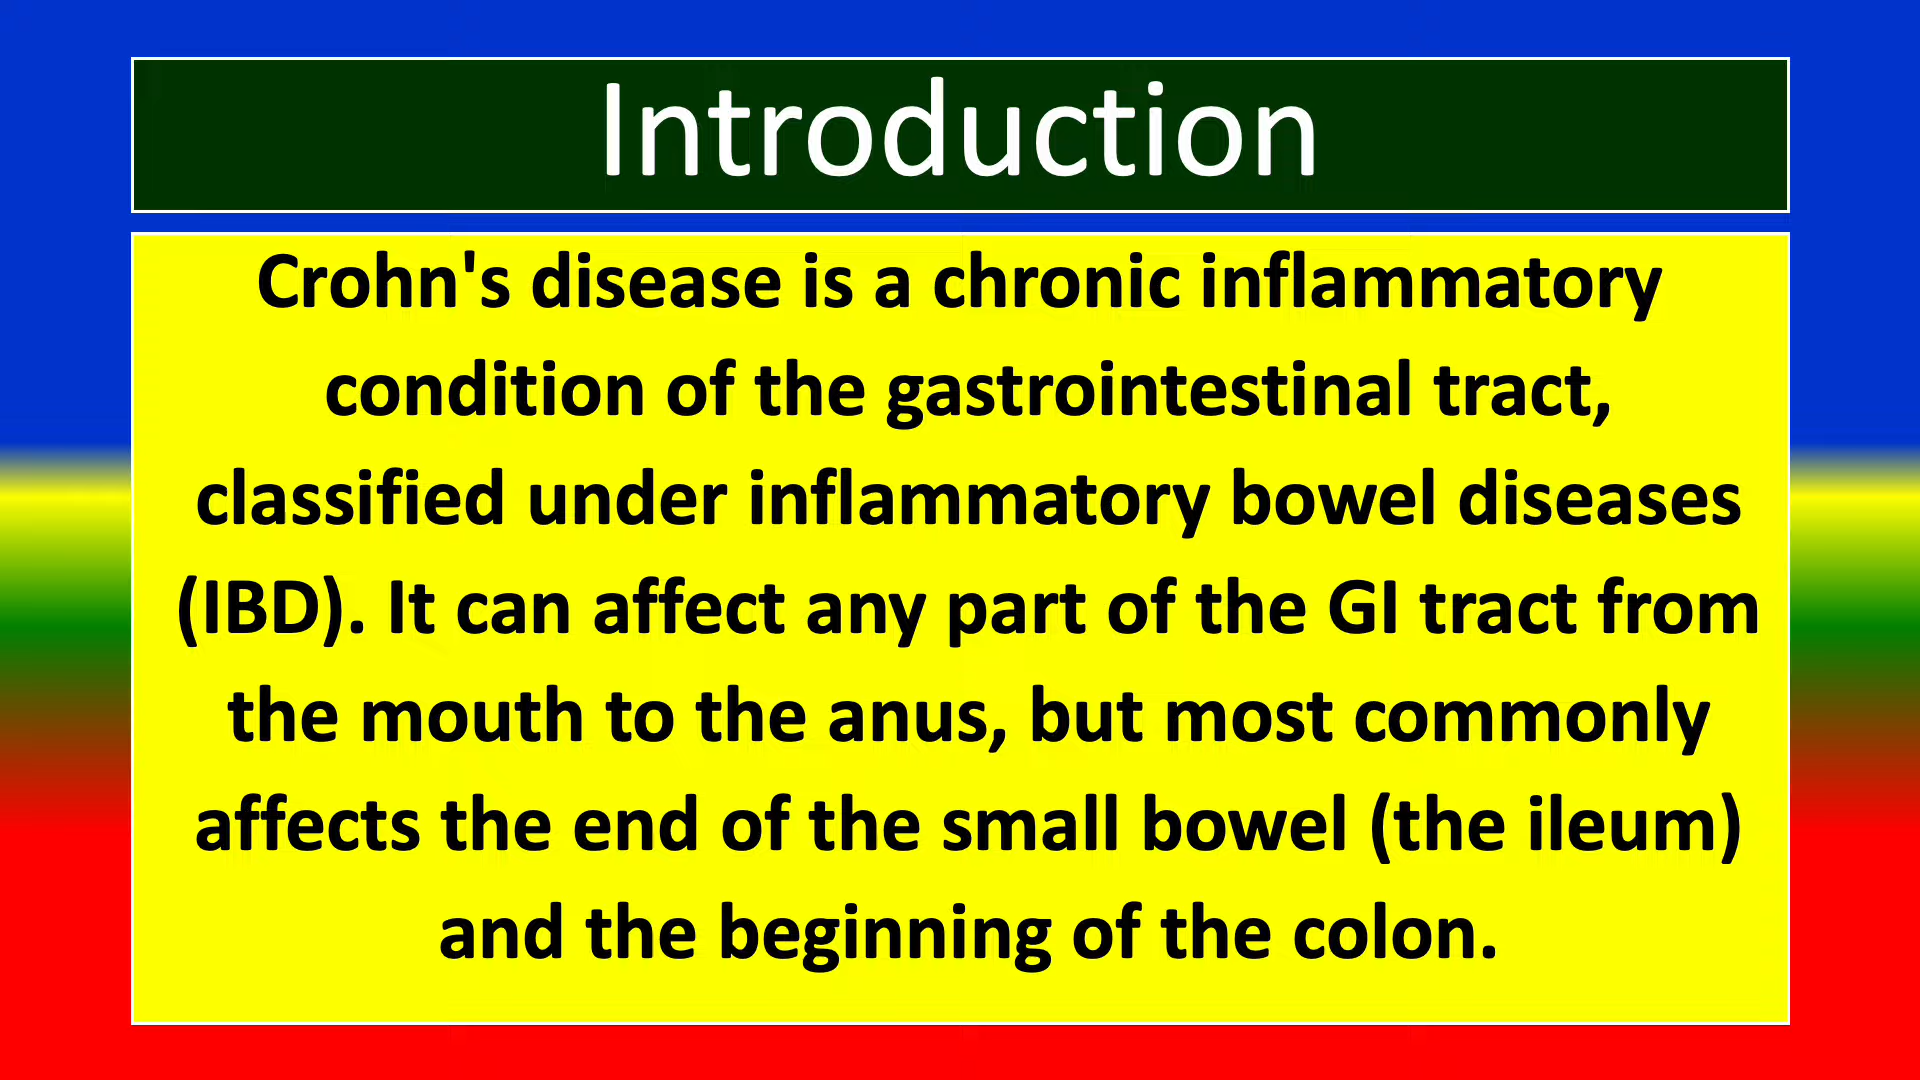 Introduction
Crohn's disease is a chronic inflammatory
condition of the gastrointestinal tract,
classified under inflammatory bowel diseases
(IBD). It can affect any part of the GI tract from
the mouth to the anus, but most commonly
affects the end of the small bowel (the ileum)
and the beginning of the colon.